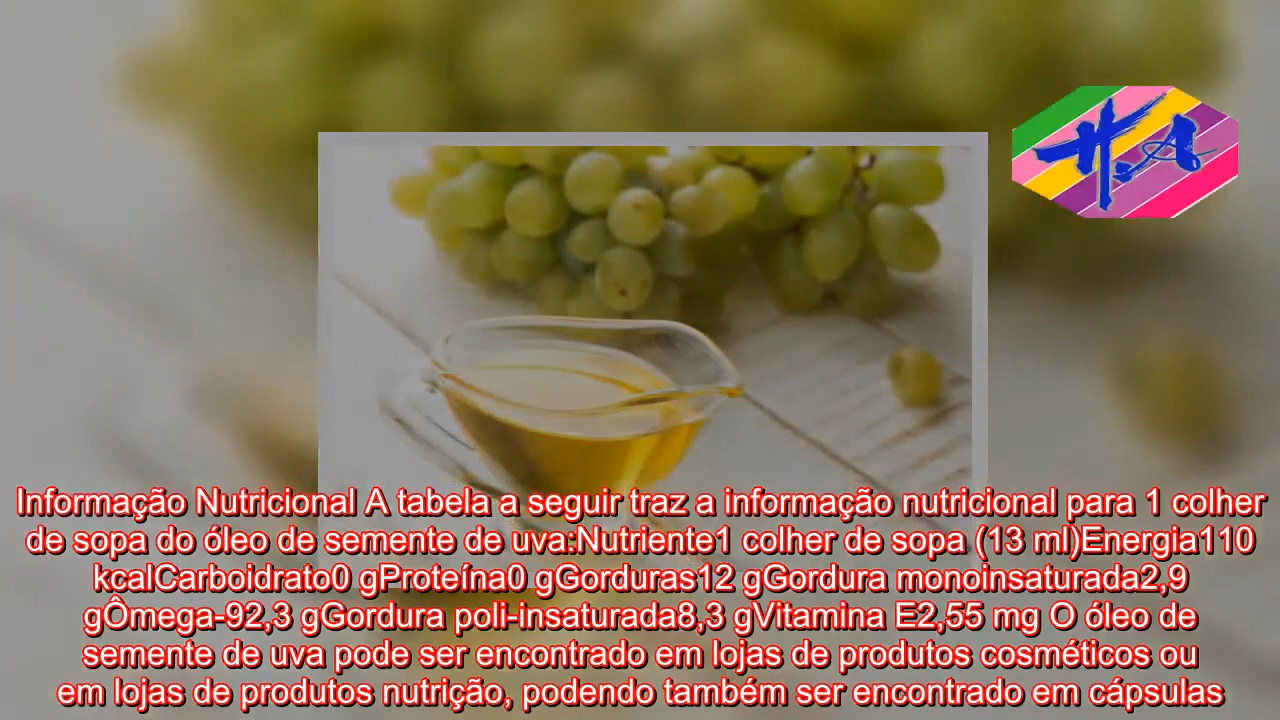 H.A
Informação Nutricional A tabela a seguir traz a informação nutricional para 1 colher
de sopa do óleo de semente de uva:Nutriente1 colher de sopa (13 ml)Energia110
kcalCarboidrato0 gProteína0 gGorduras12 gGordura monoinsaturada2,9
gÔmega-92,3 gGordura poli-insaturada8,3 gVitamina E2,55 mg O óleo de
semente de uva pode ser encontrado em lojas de produtos cosméticos ou
em lojas de produtos nutrição, podendo também ser encontrado em cápsulas